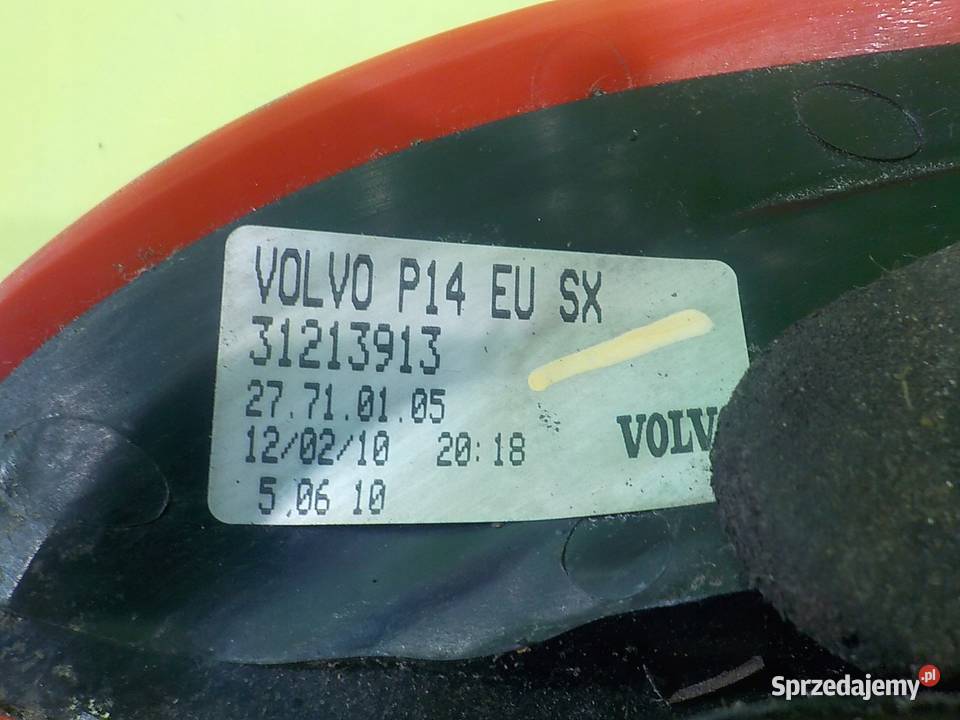 VOLVO P14 EU SX
31213913
27.71.01.05
12/02/10 20:18
VOLV
5,06 10
Sprzedajemy.pl